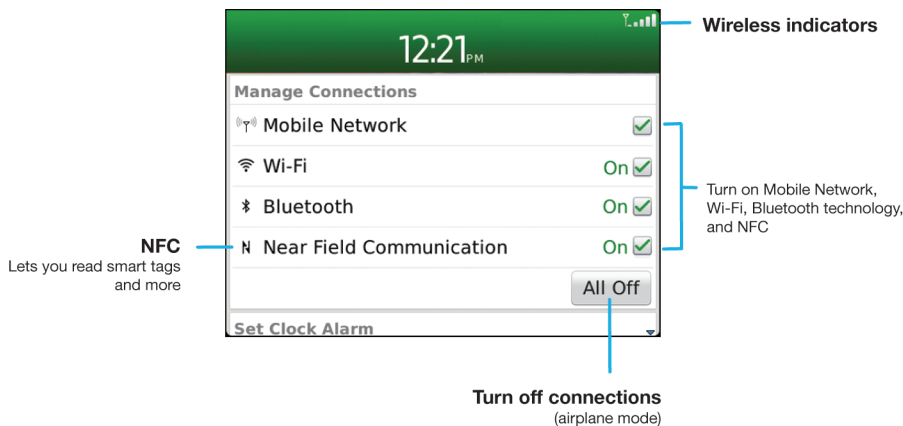 Wireless indicators
12:21PM
Manage Connections
Mobile Network
Wi-Fi On
Bluetooth On
Near Field Communication On
All Off
Set Clock Alarm
Turn on Mobile Network,
Wi-Fi, Bluetooth technology,
and NFC
NFC
Lets you read smart tags
and more
Turn off connections
(airplane mode)